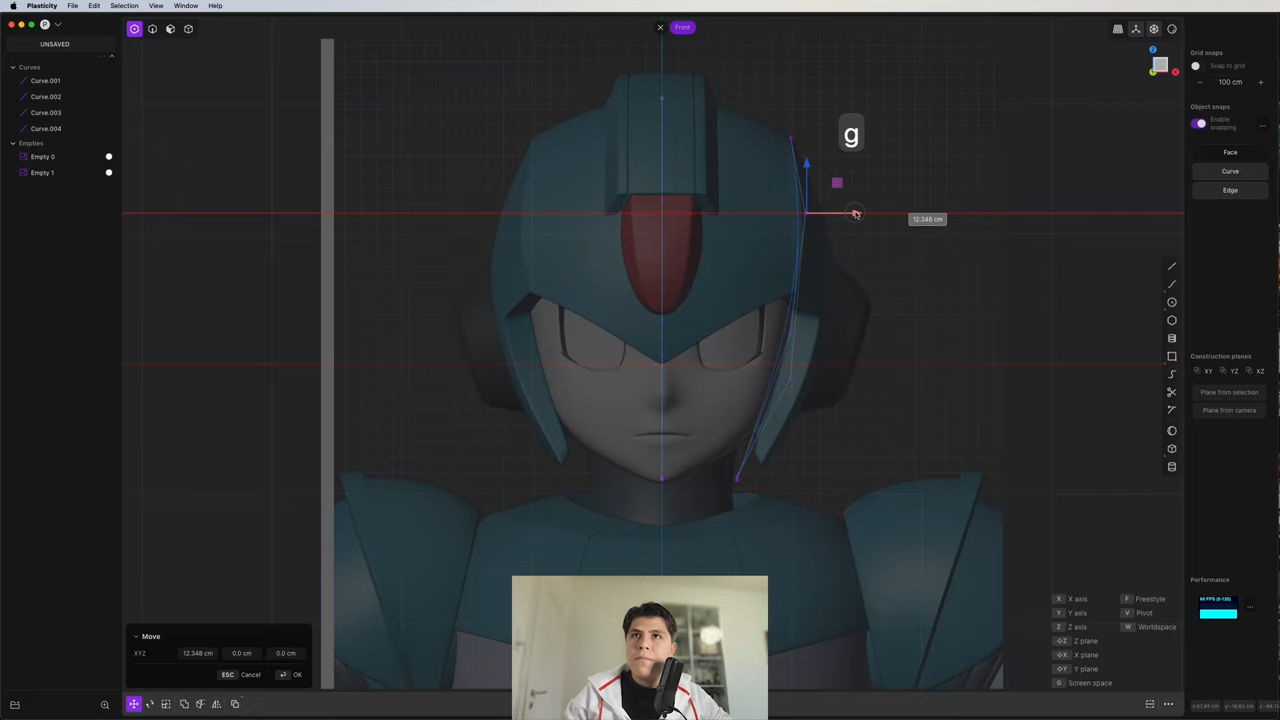 Plasticity File Edit Selection View Window Help
P
UNSAVED
Curves
Curve.001
Curve.002
Curve.003
Curve.004
Empties
Empty 0
Empty 1
Front
g
12.348 cm
Z
X
Grid snaps
Snap to grid
100 cm
Object snaps
Enable snapping
Face
Curve
Edge
Construction planes
XY YZ XZ
Plane from selection
Plane from camera
Performance
60 FPS (0-120)
X X axis F Freestyle
Y Y axis V Pivot
Z Z axis W Worldspace
⇧Z Z plane
⇧X X plane
⇧Y Y plane
G Screen space
Move
XYZ 12.348 cm 0.0 cm 0.0 cm
ESC Cancel OK